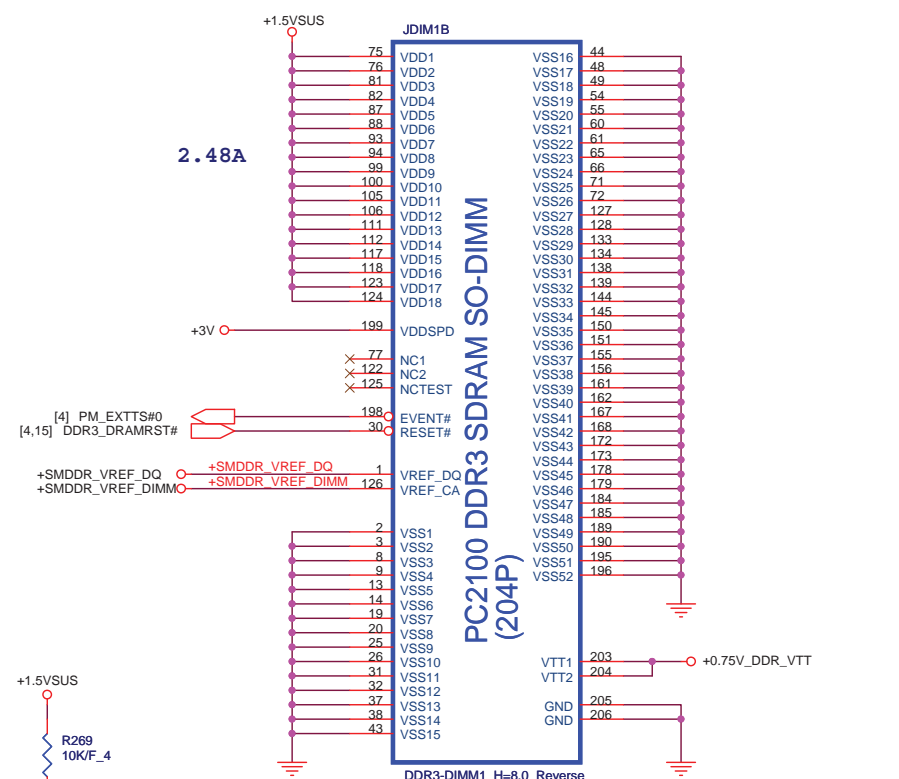 +1.5VSUS
JDIM1B
75 VDD1 VSS16 44
76 VDD2 VSS17 48
81 VDD3 VSS18 49
82 VDD4 VSS19 54
87 VDD5 VSS20 55
88 VDD6 VSS21 60
93 VDD7 VSS22 61
2.48A
94 VDD8 VSS23 65
99 VDD9 VSS24 66
100 VDD10 VSS25 71
105 VDD11 VSS26 72
106 VDD12 VSS27 127
111 VDD13 VSS28 128
112 VDD14 VSS29 133
117 VDD15 VSS30 134
118 VDD16 VSS31 138
123 VDD17 VSS32 139
124 VDD18 VSS33 144
VSS34 145
+3V 199 VDDSPD VSS35 150
VSS36 151
77 NC1 VSS37 155
122 NC2 VSS38 156
125 NCTEST VSS39 161
VSS40 162
[4] PM_EXTTS#0 198 EVENT# VSS41 167
[4,15] DDR3_DRAMRST# 30 RESET# VSS42 168
VSS43 172
VSS44 173
+SMDDR_VREF_DQ +SMDDR_VREF_DQ 1 VREF_DQ VSS45 178
+SMDDR_VREF_DIMM +SMDDR_VREF_DIMM 126 VREF_CA VSS46 179
VSS47 184
VSS48 185
2 VSS1 VSS49 189
3 VSS2 VSS50 190
8 VSS3 VSS51 195
9 VSS4 VSS52 196
13 VSS5
14 VSS6
19 VSS7
20 VSS8
25 VSS9
26 VSS10 VTT1 203 +0.75V_DDR_VTT
31 VSS11 VTT2 204
32 VSS12
37 VSS13 GND 205
38 VSS14 GND 206
43 VSS15
PC2100 DDR3 SDRAM SO-DIMM
(204P)
+1.5VSUS
R269
10K/F_4
DDR3-DIMM1_H=8.0_Reverse